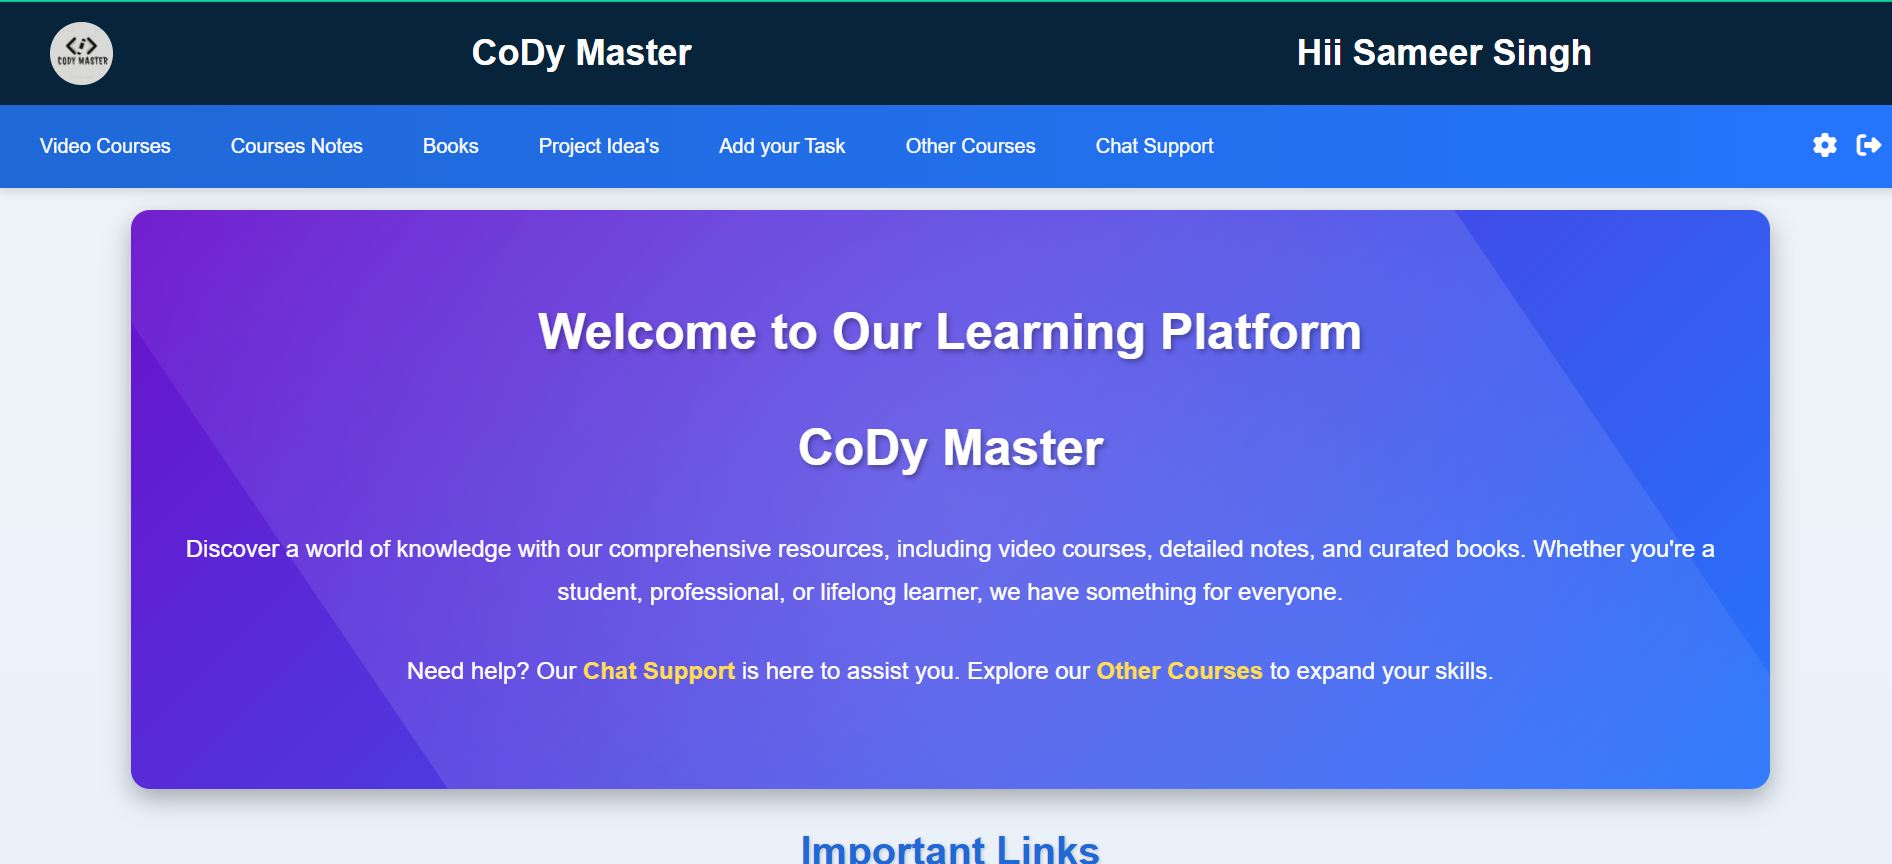 </i>
CODY MASTER
CoDy Master
Hii Sameer Singh
Video Courses
Courses Notes
Books
Project Idea's
Add your Task
Other Courses
Chat Support
Welcome to Our Learning Platform
CoDy Master
Discover a world of knowledge with our comprehensive resources, including video courses, detailed notes, and curated books. Whether you're a
student, professional, or lifelong learner, we have something for everyone.
Need help? Our Chat Support is here to assist you. Explore our Other Courses to expand your skills.
Important Links